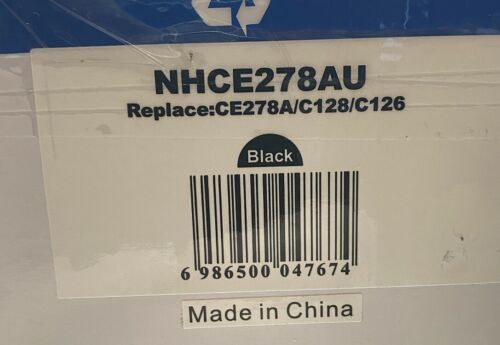 NHCE278AU
Replace:CE278A/C128/C126
Black
6 986500 047674
Made in China